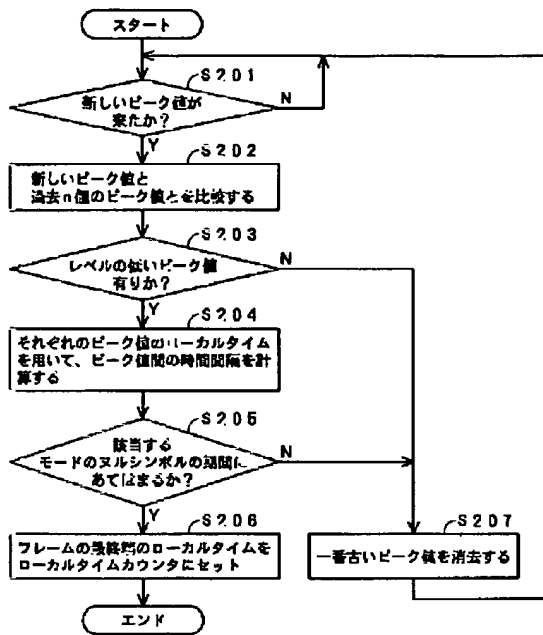 スタート
S201
新しいピーク値が
来たか？
N
Y
S202
新しいピーク値と
過去n個のピーク値とを比較する
S203
レベルの低いピーク値
有りか？
N
Y
S204
それぞれのピーク値のローカルタイム
を用いて、ピーク値間の時間間隔を計
算する
S205
該当する
モードのヌルシンボルの期間に
あてはまるか？
N
Y
S206
フレームの最終端のローカルタイムを
ローカルタイムカウンタにセット
S207
一番古いピーク値を消去する
エンド